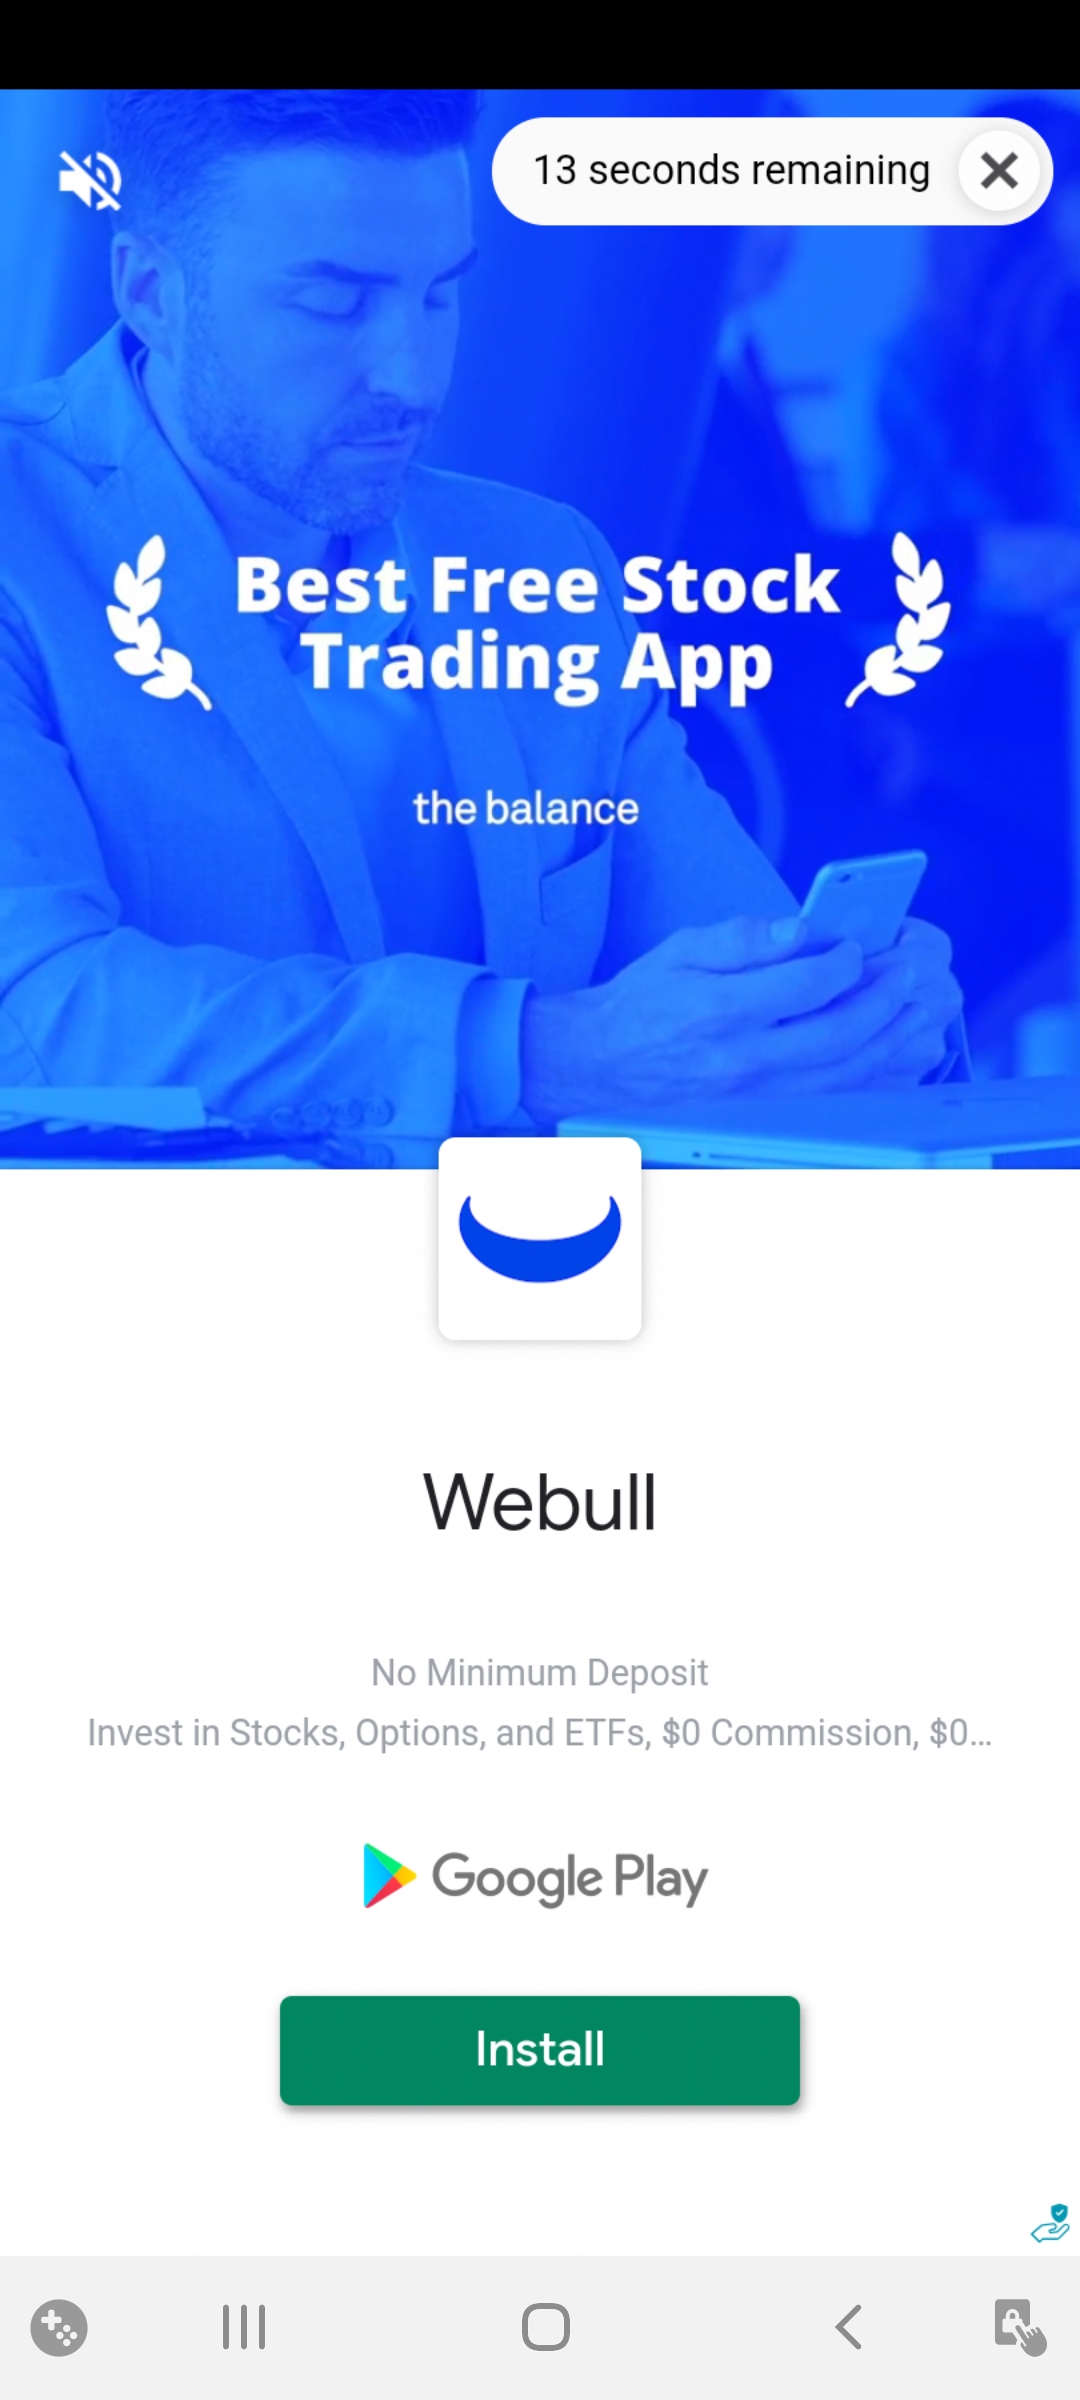 13 seconds remaining
Best Free Stock
Trading App
the balance
Webull
No Minimum Deposit
Invest in Stocks, Options, and ETFs, $0 Commission, $0...
Google Play
Install